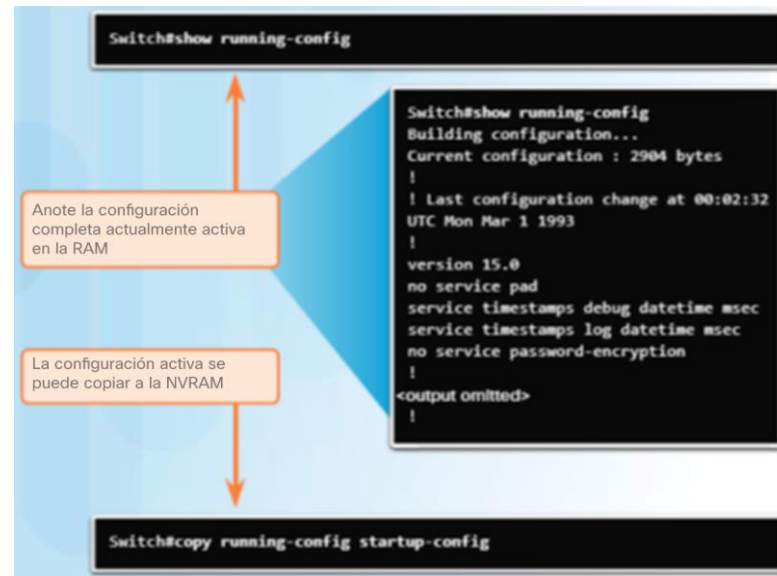 Switch#show running-config
Switch#show running-config
Building configuration...
Current configuration : 2904 bytes
!
! Last configuration change at 00:02:32
UTC Mon Mar 1 1993
!
version 15.0
no service pad
service timestamps debug datetime msec
service timestamps log datetime msec
no service password-encryption
!
<output omitted>
!
Anote la configuración
completa actualmente activa
en la RAM
La configuración activa se
puede copiar a la NVRAM
Switch#copy running-config startup-config